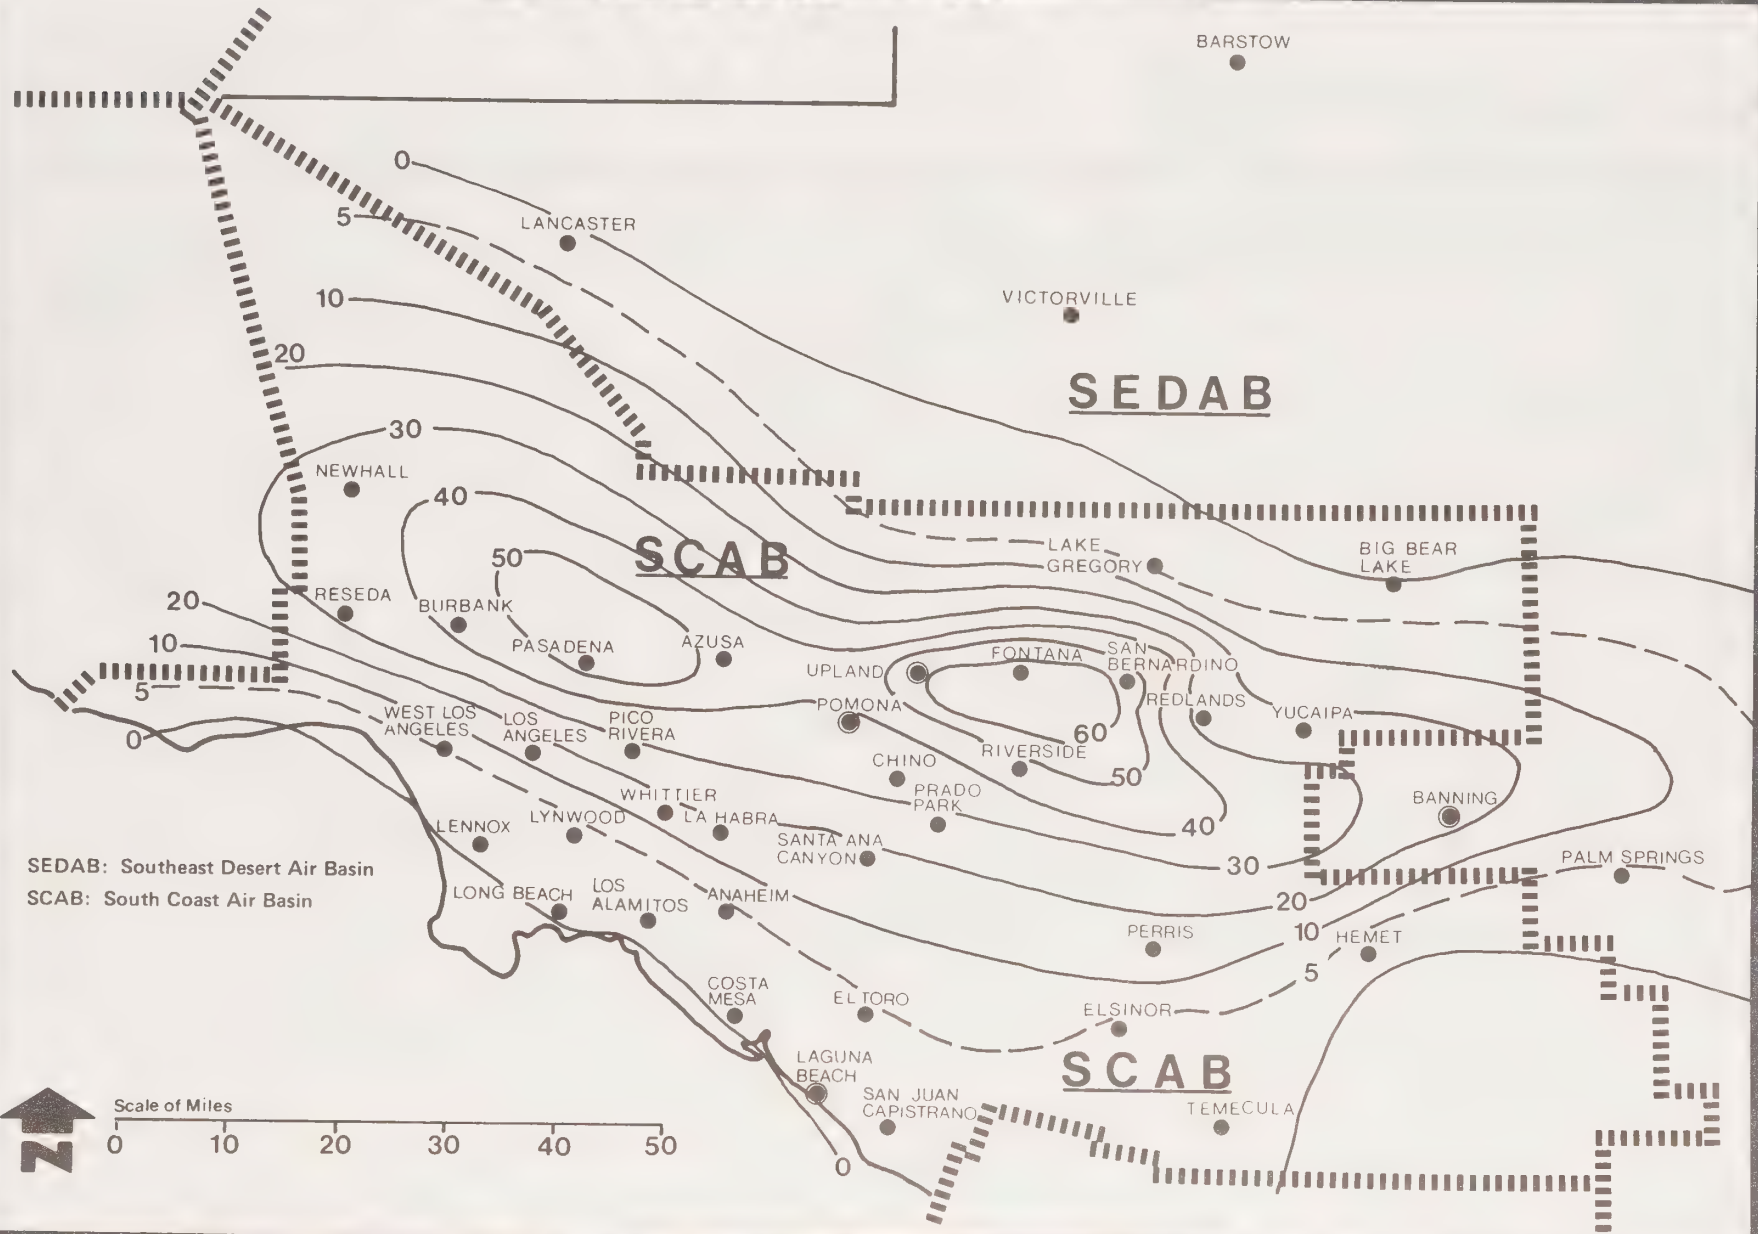 BARSTOW
0
5
LANCASTER
10
VICTORVILLE
20
SEDAB
30
NEWHALL
40
50
SCAB
LAKE
GREGORY
BIG BEAR
LAKE
20
RESEDA
BURBANK
10
PASADENA
AZUSA
UPLAND
FONTANA
SAN
BERNARDINO
5
POMONA
REDLANDS
YUCAIPA
WEST LOS
ANGELES
LOS
ANGELES
PICO
RIVERA
0
60
RIVERSIDE
50
CHINO
PRADO
PARK
WHITTIER
BANNING
LENNOX
LYNWOOD
LA HABRA
40
SANTA ANA
CANYON
30
PALM SPRINGS
SEDAB: Southeast Desert Air Basin
SCAB: South Coast Air Basin
LONG BEACH
LOS
ALAMITOS
ANAHEIM
20
10
PERRIS
HEMET
5
COSTA
MESA
EL TORO
ELSINOR
LAGUNA
BEACH
SCAB
SAN JUAN
CAPISTRANO
TEMECULA
N
Scale of Miles
0 10 20 30 40 50
0